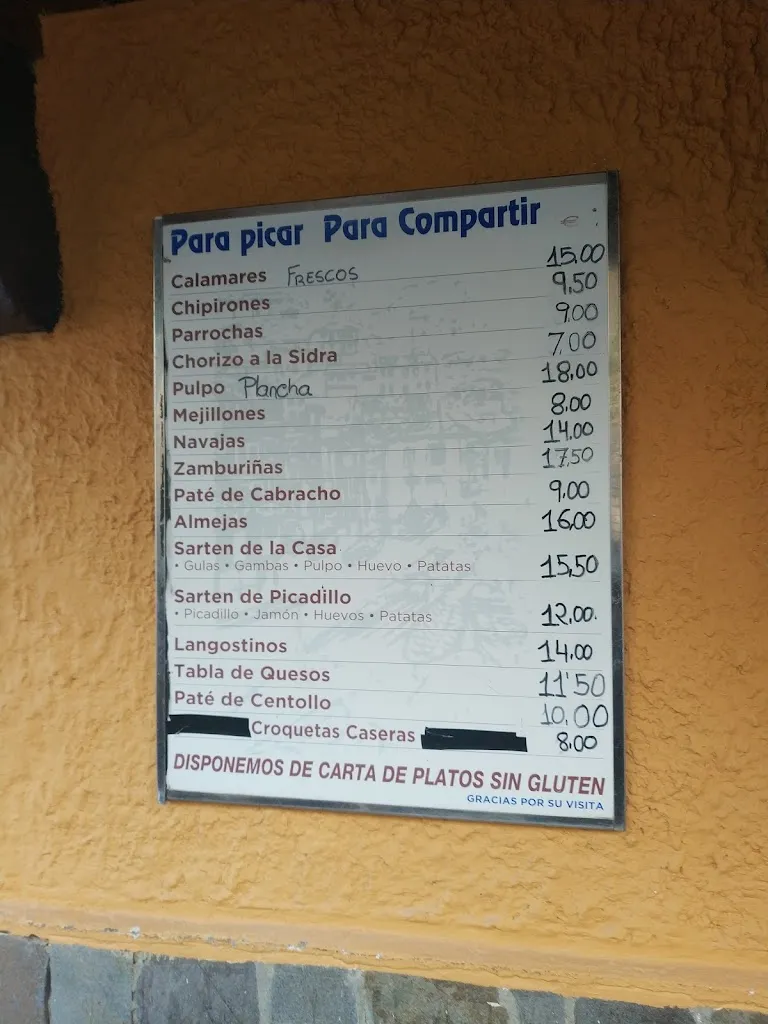 Para picar Para Compartir €
Calamares FRESCOS 15,00
Chipirones 9,50
Parrochas 9,00
Chorizo a la Sidra 7,00
Pulpo Plancha 18,00
Mejillones 8,00
Navajas 14,00
Zamburiñas 17,50
Paté de Cabracho 9,00
Almejas 16,00
Sarten de la Casa
• Gulas • Gambas • Pulpo • Huevo • Patatas 15,50
Sarten de Picadillo
• Picadillo • Jamón • Huevos • Patatas 12,00
Langostinos 14,00
Tabla de Quesos 11'50
Paté de Centollo 10,00
Croquetas Caseras 8,00
DISPONEMOS DE CARTA DE PLATOS SIN GLUTEN
GRACIAS POR SU VISITA